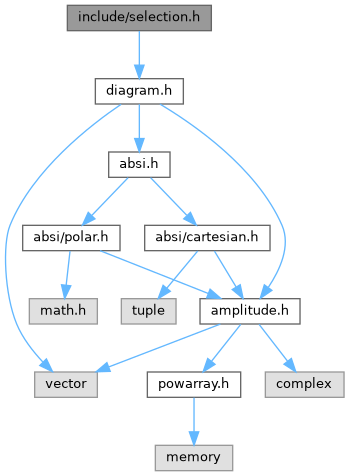 include/selection.h
diagram.h
absi.h
absi/polar.h
absi/cartesian.h
math.h
tuple
amplitude.h
vector
powarray.h
complex
memory